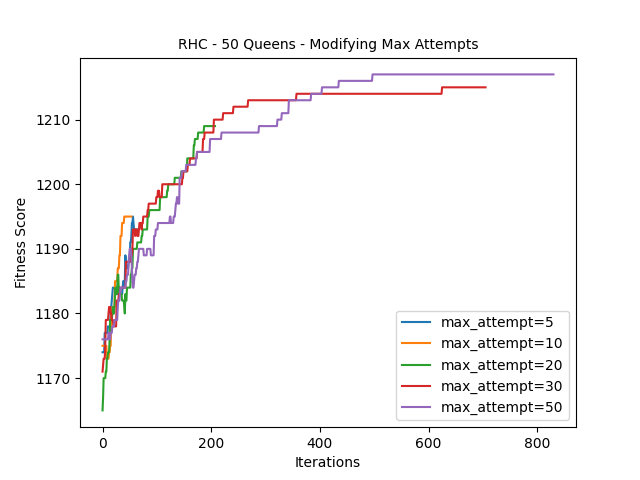 RHC - 50 Queens - Modifying Max Attempts
Fitness Score
1210
1200
1190
1180
1170
0
200
400
600
800
Iterations
max_attempt=5
max_attempt=10
max_attempt=20
max_attempt=30
max_attempt=50